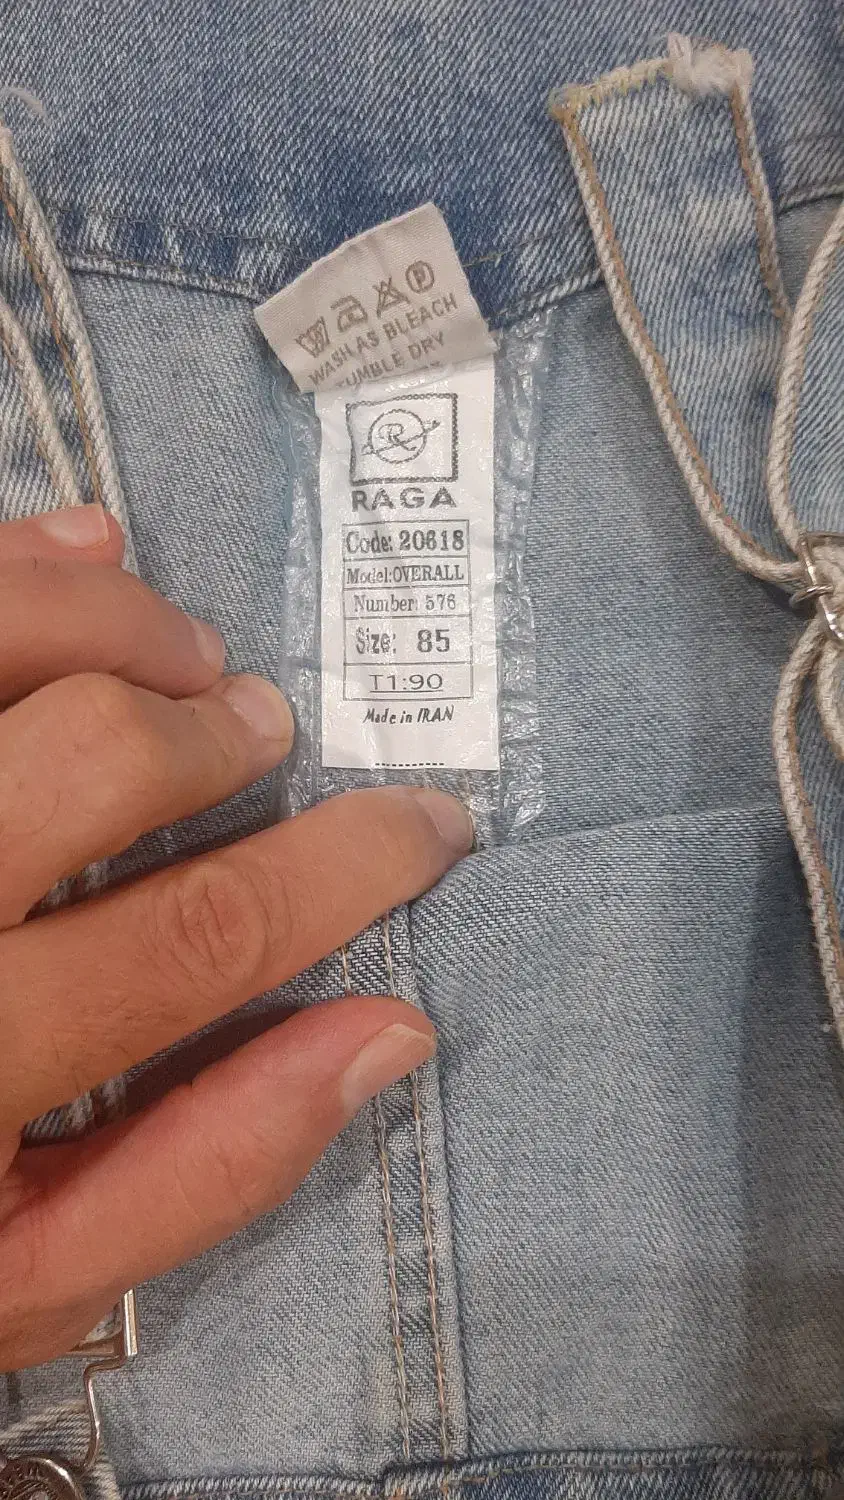 WASH AS BLEACH
TUMBLE DRY
R
RAGA
Code: 20618
Model:OVERALL
Number: 576
Size: 85
T1:90
Made in IRAN